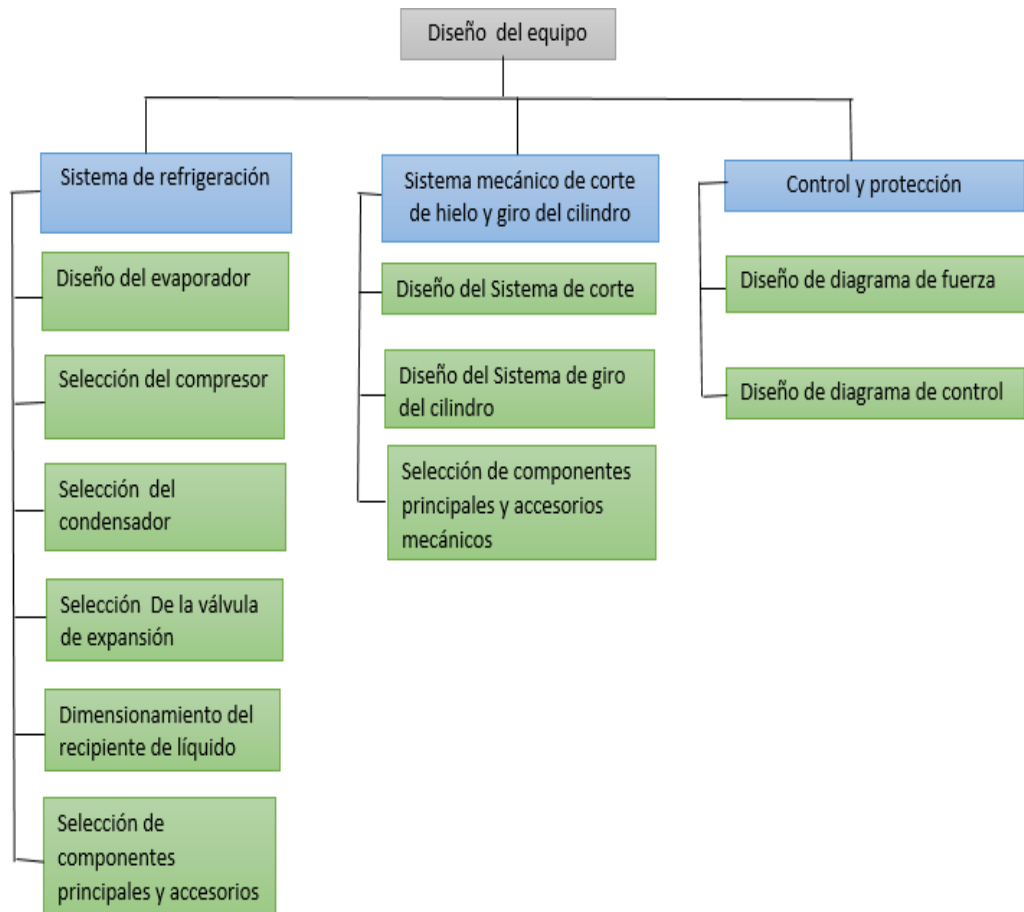 Diseño del equipo
Sistema de refrigeración
Diseño del evaporador
Selección del compresor
Selección del
condensador
Selección De la válvula
de expansión
Dimensionamiento del
recipiente de líquido
Selección de
componentes
principales y accesorios
Sistema mecánico de corte
de hielo y giro del cilindro
Diseño del Sistema de corte
Diseño del Sistema de giro
del cilindro
Selección de componentes
principales y accesorios
mecánicos
Control y protección
Diseño de diagrama de fuerza
Diseño de diagrama de control